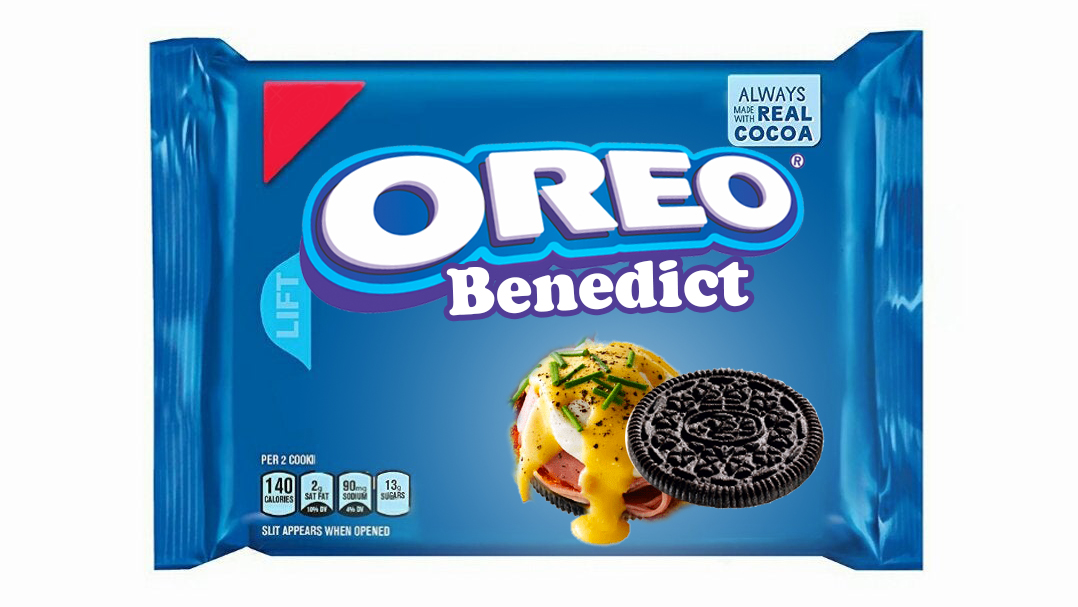 ALWAYS
MADE WITH REAL
COCOA
OREO®
Benedict
LIFT
PER 2 COOKI
140 CALORIES
2g SAT FAT 10% DV
90mg SODIUM 4% DV
13g SUGARS
SLIT APPEARS WHEN OPENED